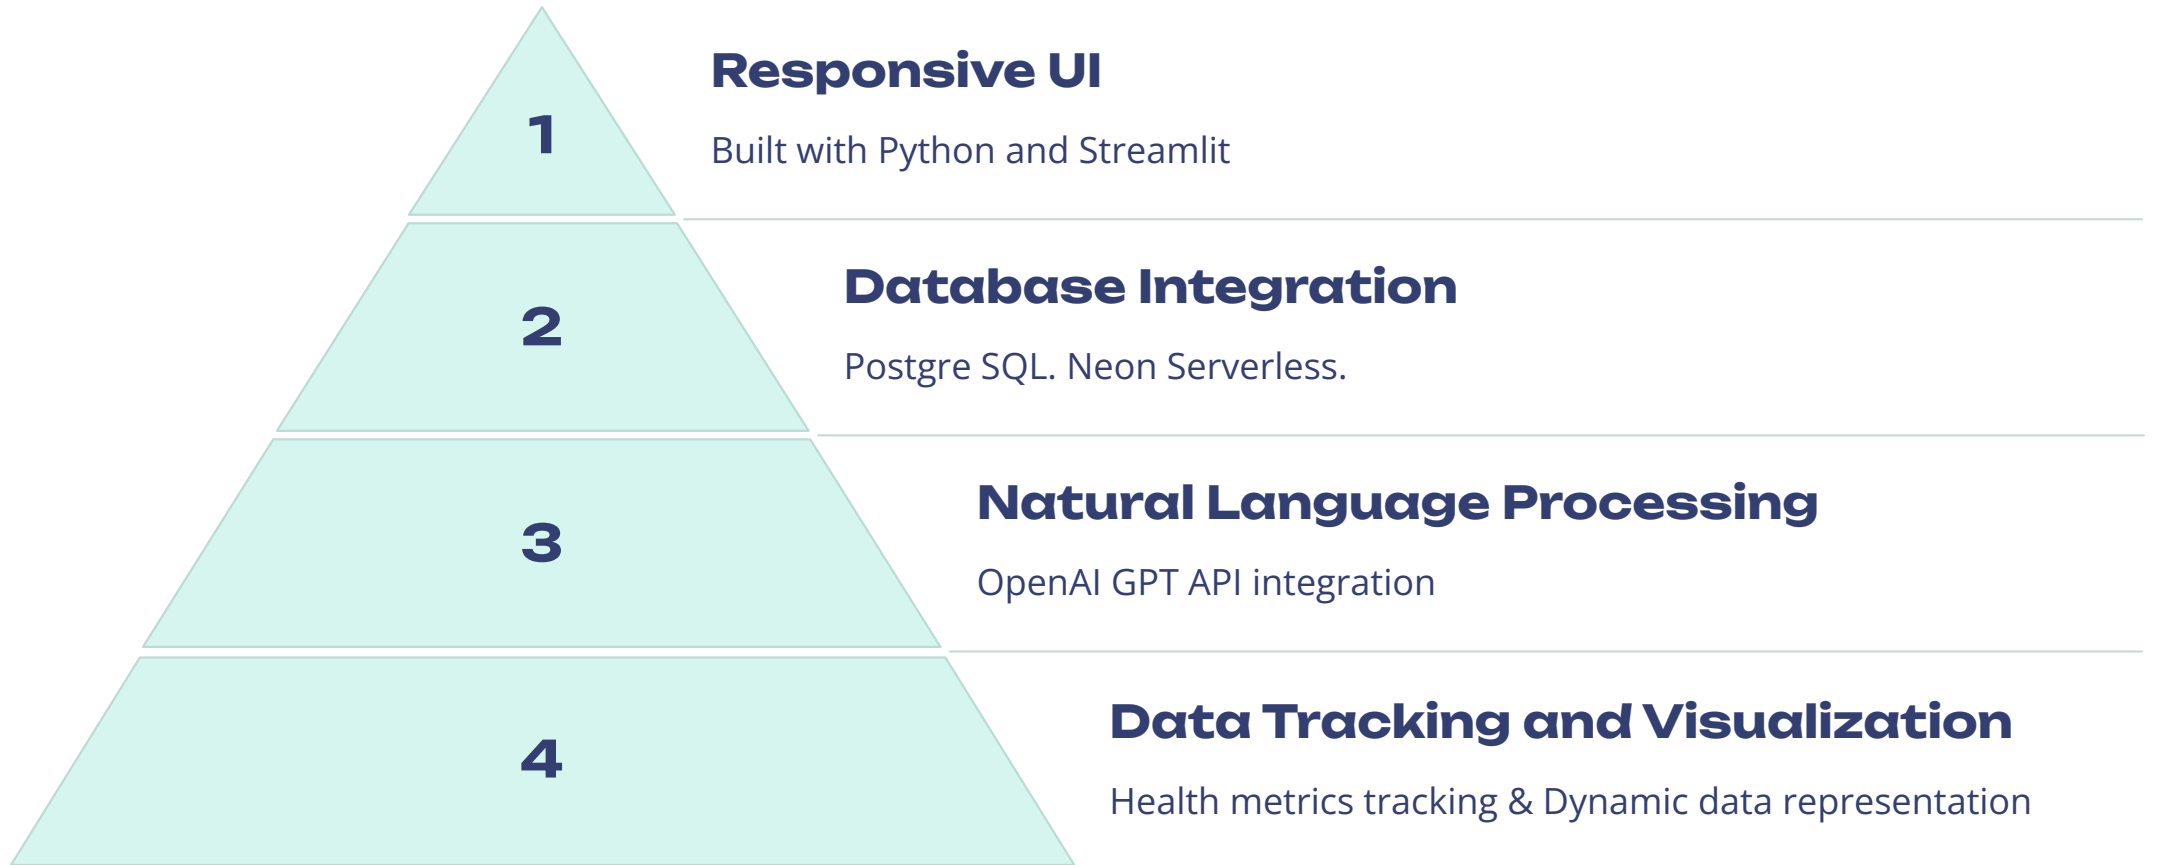 1
Responsive UI
Built with Python and Streamlit
2
Database Integration
Postgre SQL. Neon Serverless.
3
Natural Language Processing
OpenAI GPT API integration
4
Data Tracking and Visualization
Health metrics tracking & Dynamic data representation